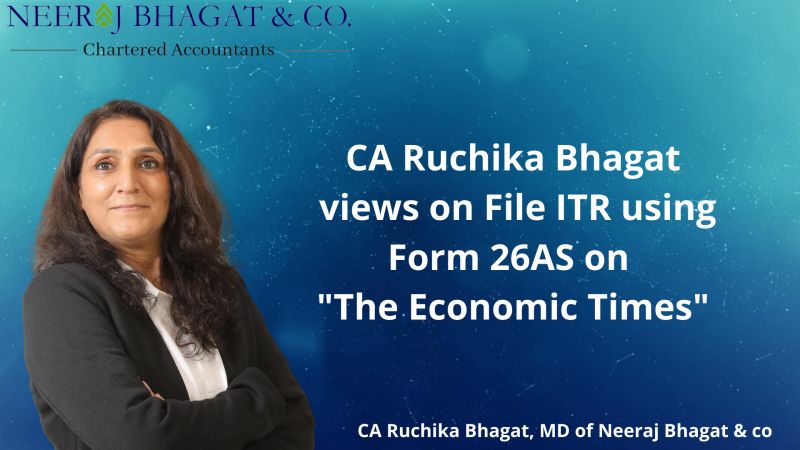 NEERAJ BHAGAT & CO.
Chartered Accountants
CA Ruchika Bhagat
views on File ITR using
Form 26AS on
"The Economic Times"
CA Ruchika Bhagat, MD of Neeraj Bhagat & co